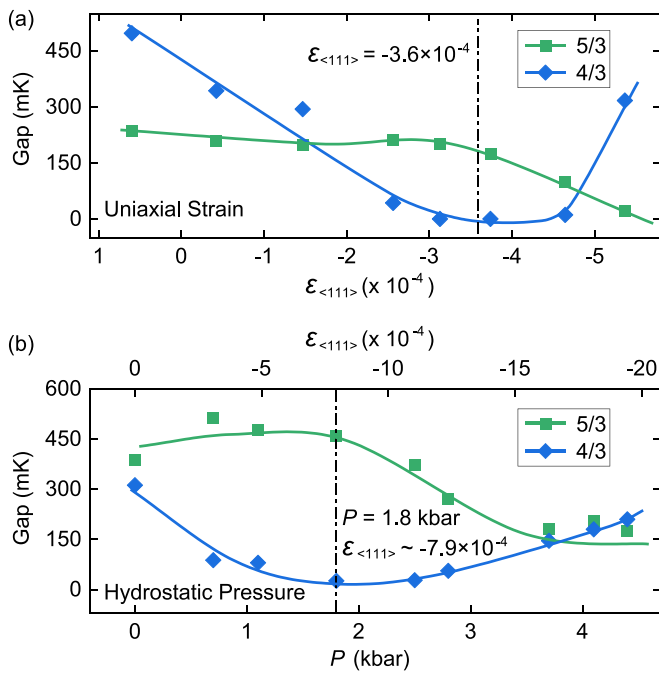 (a)
450
300
150
0
Gap (mK)
ε<111> = -3.6×10-4
5/3
4/3
Uniaxial Strain
1 0 -1 -2 -3 -4 -5
ε<111> (x 10-4)
(b)
ε<111> (x 10-4)
0 -5 -10 -15 -20
600
450
300
150
0
Gap (mK)
5/3
4/3
P = 1.8 kbar
ε<111> ~ -7.9×10-4
Hydrostatic Pressure
0 1 2 3 4
P (kbar)